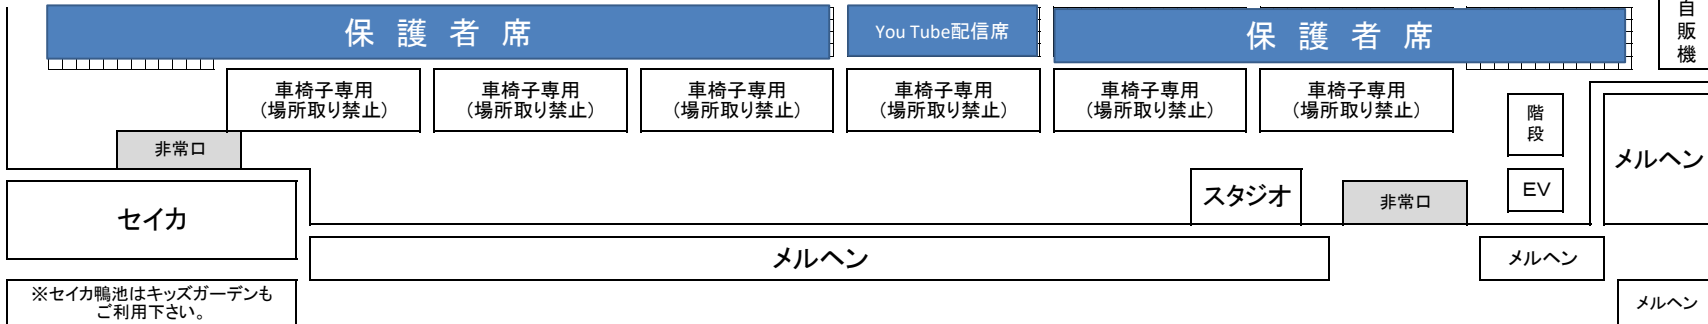 保護者席
You Tube配信席
保護者席
自
販
機
車椅子専用
（場所取り禁止）
車椅子専用
（場所取り禁止）
車椅子専用
（場所取り禁止）
車椅子専用
（場所取り禁止）
車椅子専用
（場所取り禁止）
車椅子専用
（場所取り禁止）
階
段
非常口
メルヘン
セイカ
スタジオ
非常口
EV
メルヘン
メルヘン
※セイカ鴨池はキッズガーデンも
ご利用下さい。
メルヘン